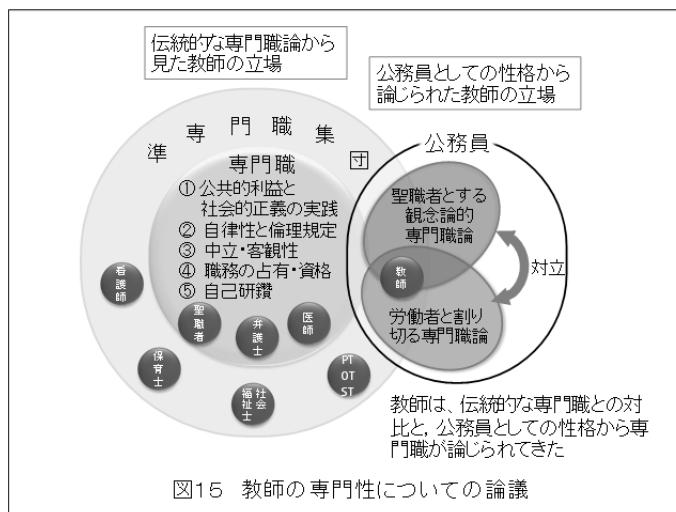 伝統的な専門職論から
見た教師の立場
公務員としての性格から
論じられた教師の立場
準専門職集団
専門職
① 公共的利益と
社会的正義の実践
② 自律性と倫理規定
③ 中立・客観性
④ 職務の占有・資格
⑤ 自己研鑽
看護師
保育士
聖職者
弁護士
医師
社会
福祉士
PT
OT
ST
公務員
聖職者とする
観念論的
専門職論
教師
対立
労働者と割り
切る専門職論
教師は、伝統的な専門職との対
比と,公務員としての性格から専
門職が論じられてきた
図15 教師の専門性についての論議